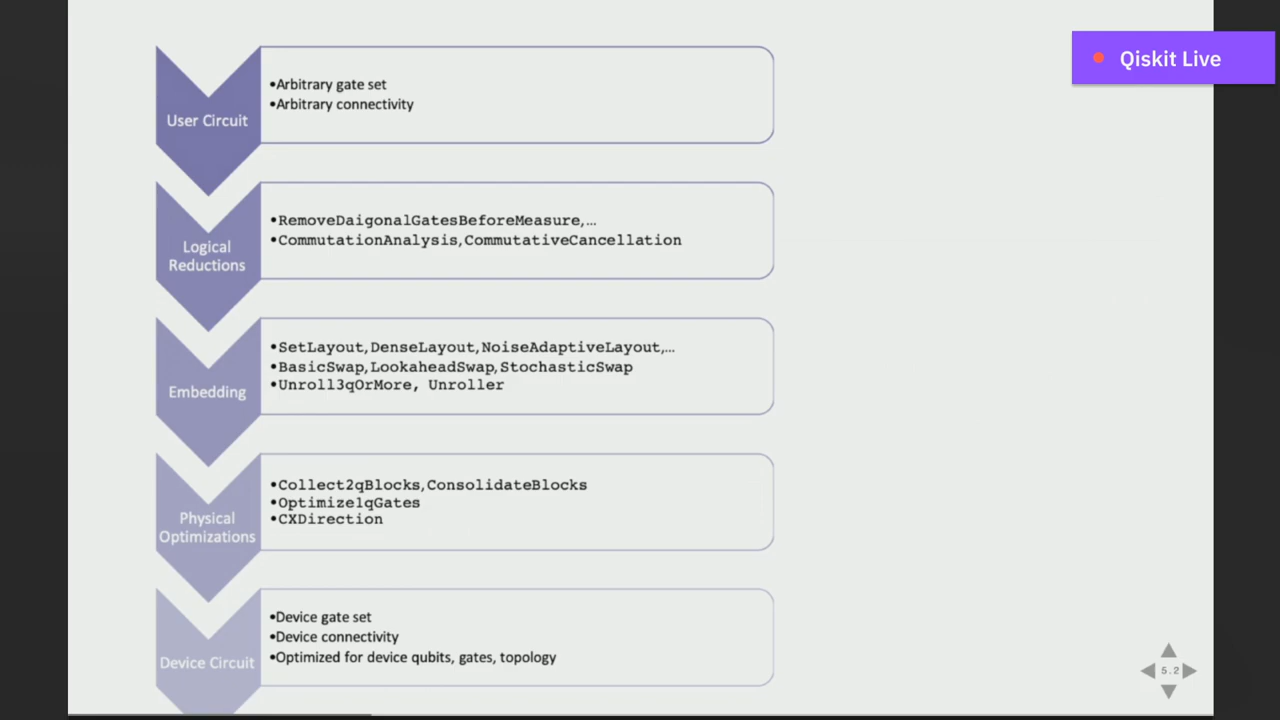 Qiskit Live
User Circuit
•Arbitrary gate set
•Arbitrary connectivity
Logical
Reductions
•RemoveDaigonalGatesBeforeMeasure,…
•CommutationAnalysis,CommutativeCancellation
Embedding
•SetLayout,DenseLayout,NoiseAdaptiveLayout,…
•BasicSwap,LookaheadSwap,StochasticSwap
•Unroll3qOrMore, Unroller
Physical
Optimizations
•Collect2qBlocks,ConsolidateBlocks
•Optimize1qGates
•CXDirection
Device Circuit
•Device gate set
•Device connectivity
•Optimized for device qubits, gates, topology
5.2